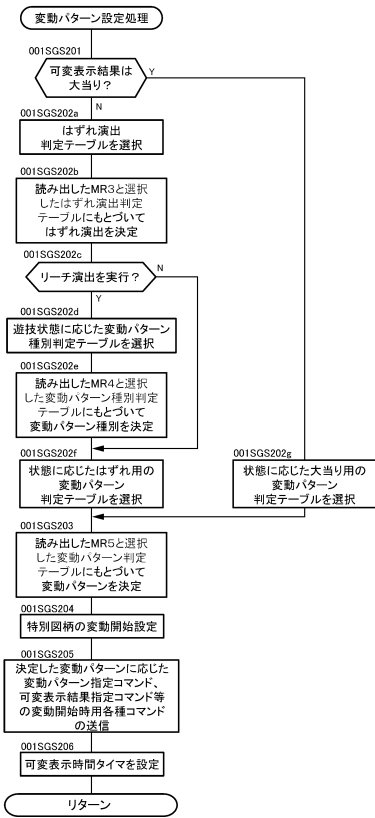 変動パターン設定処理
001SGS201
可変表示結果は
大当り？
Y
N
001SGS202a
はずれ演出
判定テーブルを選択
001SGS202b
読み出したMR3と選択
したはずれ演出判定
テーブルにもとづいて
はずれ演出を決定
001SGS202c
リーチ演出を実行？
N
Y
001SGS202d
遊技状態に応じた変動パターン
種別判定テーブルを選択
001SGS202e
読み出したMR4と選択
した変動パターン種別判定
テーブルにもとづいて
変動パターン種別を決定
001SGS202f
状態に応じたはずれ用の
変動パターン
判定テーブルを選択
001SGS202g
状態に応じた大当り用の
変動パターン
判定テーブルを選択
001SGS203
読み出したMR5と選択
した変動パターン判定
テーブルにもとづいて
変動パターンを決定
001SGS204
特別図柄の変動開始設定
001SGS205
決定した変動パターンに応じた
変動パターン指定コマンド、
可変表示結果指定コマンド等
の変動開始時用各種コマンド
の送信
001SGS206
可変表示時間タイマを設定
リターン